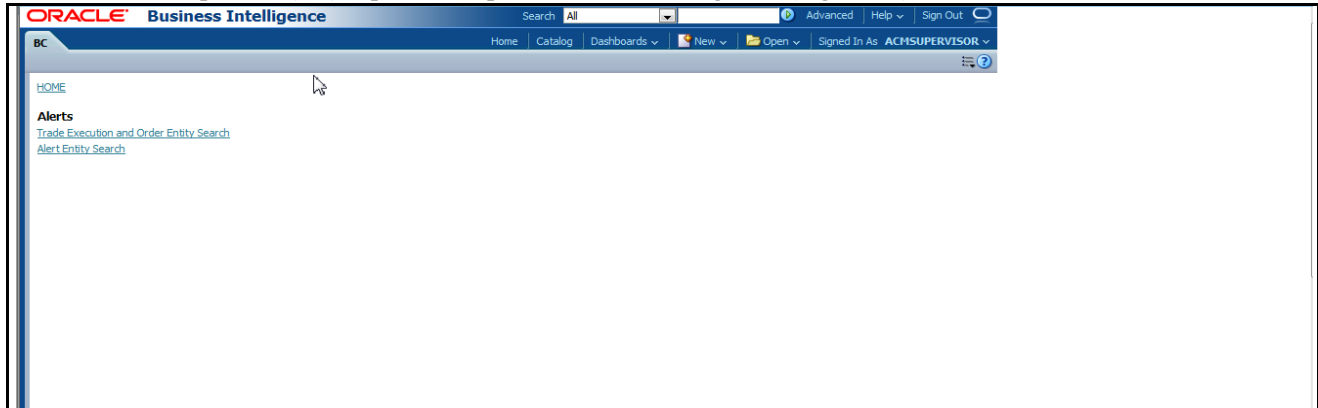 ORACLE Business Intelligence Search All Advanced Help Sign Out
BC Home Catalog Dashboards New Open Signed In As ACMSUPERVISOR
HOME
Alerts
Trade Execution and Order Entity Search
Alert Entity Search